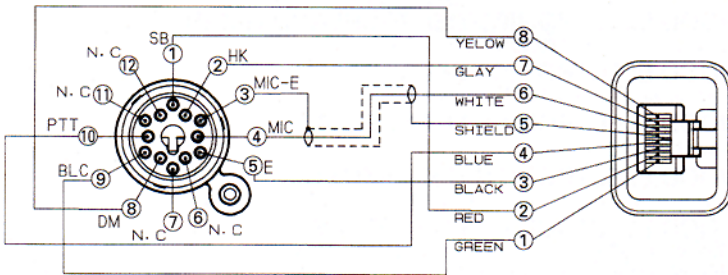 SB ①
HK ②
MIC-E ③
MIC ④
⑤ E
⑥ N.C
⑦ N.C
DM ⑧
BLC ⑨
PTT ⑩
N.C ⑪
N.C ⑫
YELOW ⑧
GLAY ⑦
WHITE ⑥
SHIELD ⑤
BLUE ④
BLACK ③
RED ②
GREEN ①